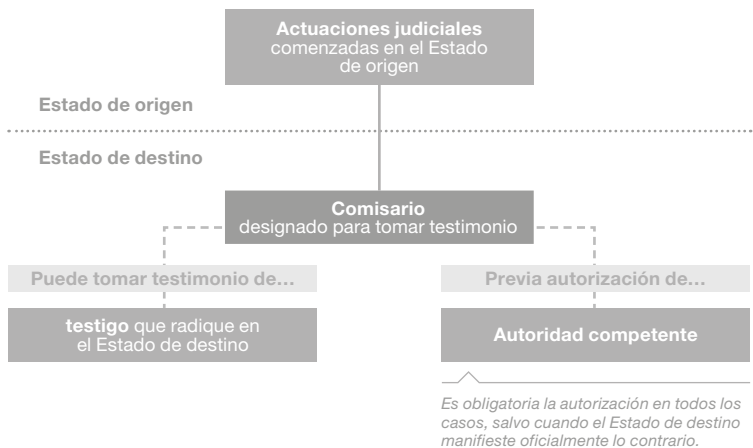 Actuaciones judiciales
comenzadas en el Estado
de origen
Estado de origen
Estado de destino
Comisario
designado para tomar testimonio
Puede tomar testimonio de...
Previa autorización de...
testigo que radique en
el Estado de destino
Autoridad competente
Es obligatoria la autorización en todos los
casos, salvo cuando el Estado de destino
manifieste oficialmente lo contrario.